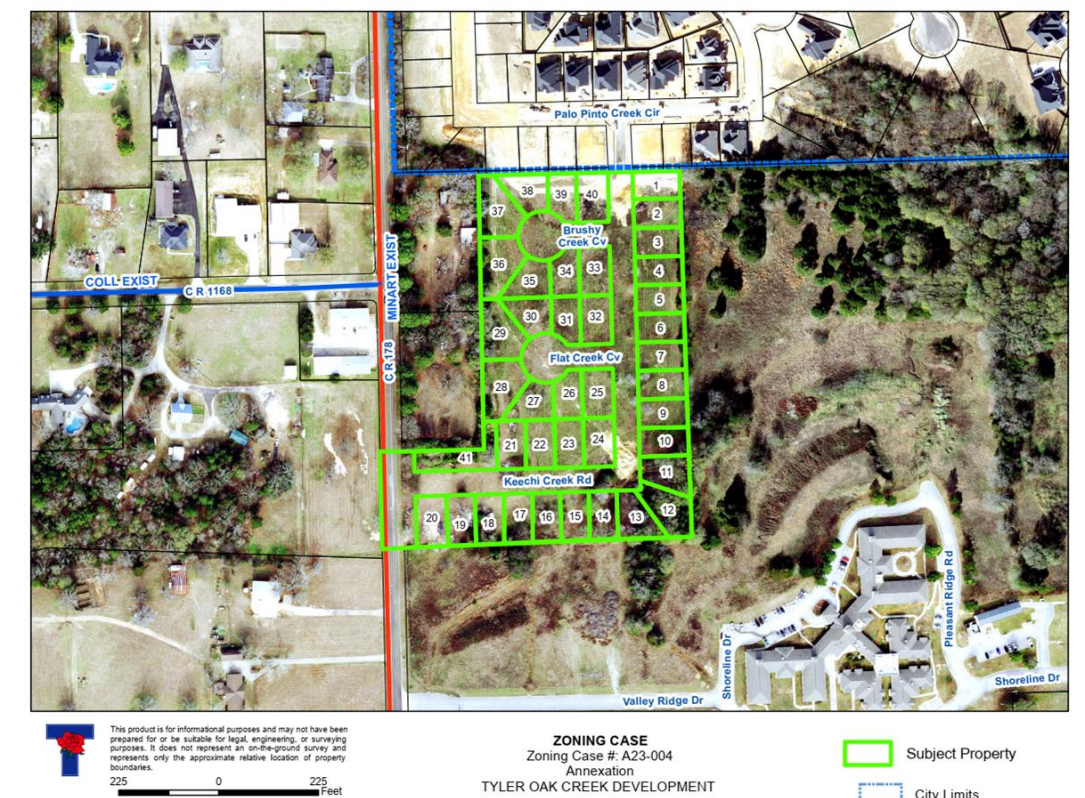 Palo Pinto Creek Cir
1
38
39
40
37
2
Brushy
Creek Cv
3
36
34
33
4
35
COLL EXIST
C R 1168
MINART EXIST
5
30
31
32
6
29
C R 178
Flat Creek Cv
7
28
8
27
26
25
9
21
22
23
24
10
41
11
Keechi Creek Rd
20
19
18
17
16
15
14
13
12
Pleasant Ridge Rd
Shoreline Dr
Shoreline Dr
Valley Ridge Dr
T
This product is for informational purposes and may not have been
prepared for or be suitable for legal, engineering, or surveying
purposes. It does not represent an on-the-ground survey and
represents only the approximate relative location of property
boundaries.
225 0 225
Feet
ZONING CASE
Zoning Case #: A23-004
Annexation
TYLER OAK CREEK DEVELOPMENT
Subject Property
City Limits